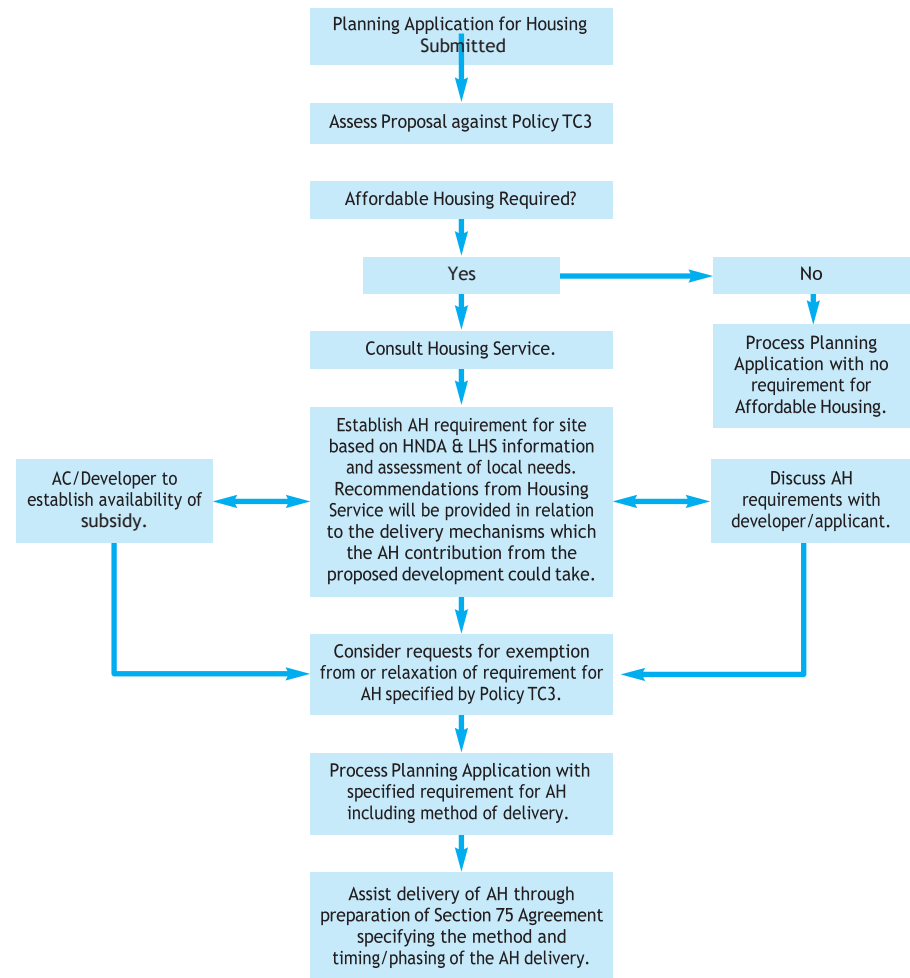 Planning Application for Housing
Submitted
Assess Proposal against Policy TC3
Affordable Housing Required?
Yes
No
Consult Housing Service.
Process Planning
Application with no
requirement for
Affordable Housing.
Establish AH requirement for site
based on HNDA & LHS information
and assessment of local needs.
Recommendations from Housing
Service will be provided in relation
to the delivery mechanisms which
the AH contribution from the
proposed development could take.
AC/Developer to
establish availability of
subsidy.
Discuss AH
requirements with
developer/applicant.
Consider requests for exemption
from or relaxation of requirement for
AH specified by Policy TC3.
Process Planning Application with
specified requirement for AH
including method of delivery.
Assist delivery of AH through
preparation of Section 75 Agreement
specifying the method and
timing/phasing of the AH delivery.